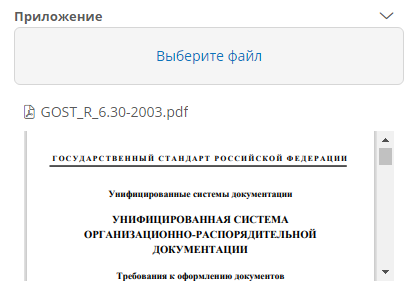 Приложение
Выберите файл
GOST_R_6.30-2003.pdf
ГОСУДАРСТВЕННЫЙ СТАНДАРТ РОССИЙСКОЙ ФЕДЕРАЦИИ
Унифицированные системы документации
УНИФИЦИРОВАННАЯ СИСТЕМА
ОРГАНИЗАЦИОННО-РАСПОРЯДИТЕЛЬНОЙ
ДОКУМЕНТАЦИИ
Требования к оформлению документов